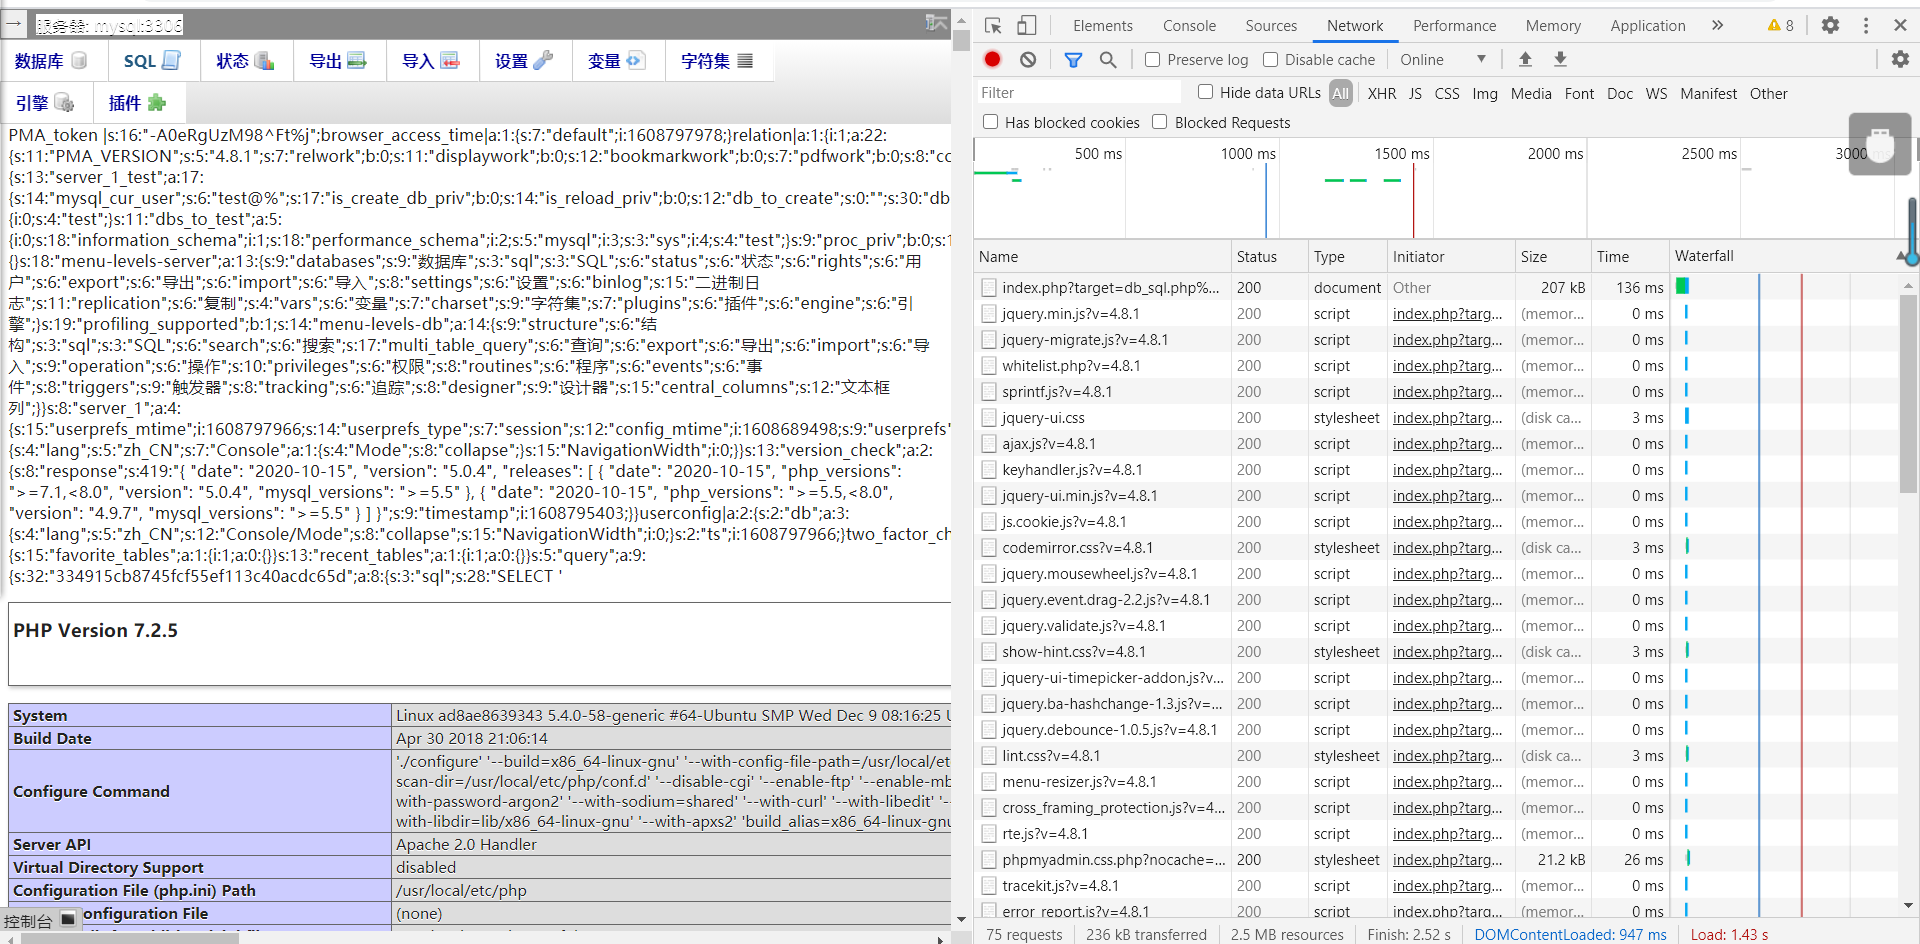 服务器: mysql:3306
数据库 SQL 状态 导出 导入 设置 变量 字符集
引擎 插件
PMA_token |s:16:"-A0eRgUzM98^Ft%j";browser_access_time|a:1:{s:7:"default";i:1608797978;}relation|a:1:{i:1;a:22:
{s:11:"PMA_VERSION";s:5:"4.8.1";s:7:"relwork";b:0;s:11:"displaywork";b:0;s:12:"bookmarkwork";b:0;s:7:"pdfwork";b:0;s:8:"cc
{s:13:"server_1_test";a:17:
{s:14:"mysql_cur_user";s:6:"test@%";s:17:"is_create_db_priv";b:0;s:14:"is_reload_priv";b:0;s:12:"db_to_create";s:0:"";s:30:"db
{i:0;s:4:"test";}s:11:"dbs_to_test";a:5:
{i:0;s:18:"information_schema";i:1;s:18:"performance_schema";i:2;s:5:"mysql";i:3;s:3:"sys";i:4;s:4:"test";}s:9:"proc_priv";b:0;s:1
{}s:18:"menu-levels-server";a:13:{s:9:"databases";s:9:"数据库";s:3:"sql";s:3:"SQL";s:6:"status";s:6:"状态";s:6:"rights";s:6:"用
户";s:6:"export";s:6:"导出";s:6:"import";s:6:"导入";s:8:"settings";s:6:"设置";s:6:"binlog";s:15:"二进制日
志";s:11:"replication";s:6:"复制";s:4:"vars";s:6:"变量";s:7:"charset";s:9:"字符集";s:7:"plugins";s:6:"插件";s:6:"engine";s:6:"引
擎";}s:19:"profiling_supported";b:1;s:14:"menu-levels-db";a:14:{s:9:"structure";s:6:"结
构";s:3:"sql";s:3:"SQL";s:6:"search";s:6:"搜索";s:17:"multi_table_query";s:6:"查询";s:6:"export";s:6:"导出";s:6:"import";s:6:"导
入";s:9:"operation";s:6:"操作";s:10:"privileges";s:6:"权限";s:8:"routines";s:6:"程序";s:6:"events";s:6:"事
件";s:8:"triggers";s:9:"触发器";s:8:"tracking";s:6:"追踪";s:8:"designer";s:9:"设计器";s:15:"central_columns";s:12:"文本框
列";}}s:8:"server_1";a:4:
{s:15:"userprefs_mtime";i:1608797966;s:14:"userprefs_type";s:7:"session";s:12:"config_mtime";i:1608689498;s:9:"userprefs"
{s:4:"lang";s:5:"zh_CN";s:7:"Console";a:1:{s:4:"Mode";s:8:"collapse";}s:15:"NavigationWidth";i:0;}}s:13:"version_check";a:2:
{s:8:"response";s:419:"{ "date": "2020-10-15", "version": "5.0.4", "releases": [ { "date": "2020-10-15", "php_versions":
">=7.1,<8.0", "version": "5.0.4", "mysql_versions": ">=5.5" }, { "date": "2020-10-15", "php_versions": ">=5.5,<8.0",
"version": "4.9.7", "mysql_versions": ">=5.5" } ] }";s:9:"timestamp";i:1608795403;}}userconfig|a:2:{s:2:"db";a:3:
{s:4:"lang";s:5:"zh_CN";s:12:"Console/Mode";s:8:"collapse";s:15:"NavigationWidth";i:0;}s:2:"ts";i:1608797966;}two_factor_ch
{s:15:"favorite_tables";a:1:{i:1;a:0:{}}s:13:"recent_tables";a:1:{i:1;a:0:{}}s:5:"query";a:9:
{s:32:"334915cb8745fcf55ef113c40acdc65d";a:8:{s:3:"sql";s:28:"SELECT '
PHP Version 7.2.5
System Linux ad8ae8639343 5.4.0-58-generic #64-Ubuntu SMP Wed Dec 9 08:16:25 U
Build Date Apr 30 2018 21:06:14
Configure Command './configure' '--build=x86_64-linux-gnu' '--with-config-file-path=/usr/local/etc
scan-dir=/usr/local/etc/php/conf.d' '--disable-cgi' '--enable-ftp' '--enable-mb
with-password-argon2' '--with-sodium=shared' '--with-curl' '--with-libedit' '--
with-libdir=lib/x86_64-linux-gnu' '--with-apxs2' 'build_alias=x86_64-linux-gnu
Server API Apache 2.0 Handler
Virtual Directory Support disabled
Configuration File (php.ini) Path /usr/local/etc/php
onfiguration File (none)
控制台
Elements Console Sources Network Performance Memory Application » 8
Preserve log Disable cache Online
Filter Hide data URLs All XHR JS CSS Img Media Font Doc WS Manifest Other
Has blocked cookies Blocked Requests
500 ms 1000 ms 1500 ms 2000 ms 2500 ms 3000 ms
Name Status Type Initiator Size Time Waterfall
index.php?target=db_sql.php%... 200 document Other 207 kB 136 ms
jquery.min.js?v=4.8.1 200 script index.php?targ... (memor... 0 ms
jquery-migrate.js?v=4.8.1 200 script index.php?targ... (memor... 0 ms
whitelist.php?v=4.8.1 200 script index.php?targ... (memor... 0 ms
sprintf.js?v=4.8.1 200 script index.php?targ... (memor... 0 ms
jquery-ui.css 200 stylesheet index.php?targ... (disk ca... 3 ms
ajax.js?v=4.8.1 200 script index.php?targ... (memor... 0 ms
keyhandler.js?v=4.8.1 200 script index.php?targ... (memor... 0 ms
jquery-ui.min.js?v=4.8.1 200 script index.php?targ... (memor... 0 ms
js.cookie.js?v=4.8.1 200 script index.php?targ... (memor... 0 ms
codemirror.css?v=4.8.1 200 stylesheet index.php?targ... (disk ca... 3 ms
jquery.mousewheel.js?v=4.8.1 200 script index.php?targ... (memor... 0 ms
jquery.event.drag-2.2.js?v=4.8.1 200 script index.php?targ... (memor... 0 ms
jquery.validate.js?v=4.8.1 200 script index.php?targ... (memor... 0 ms
show-hint.css?v=4.8.1 200 stylesheet index.php?targ... (disk ca... 3 ms
jquery-ui-timepicker-addon.js?v... 200 script index.php?targ... (memor... 0 ms
jquery.ba-hashchange-1.3.js?v=... 200 script index.php?targ... (memor... 0 ms
jquery.debounce-1.0.5.js?v=4.8.1 200 script index.php?targ... (memor... 0 ms
lint.css?v=4.8.1 200 stylesheet index.php?targ... (disk ca... 3 ms
menu-resizer.js?v=4.8.1 200 script index.php?targ... (memor... 0 ms
cross_framing_protection.js?v=4... 200 script index.php?targ... (memor... 0 ms
rte.js?v=4.8.1 200 script index.php?targ... (memor... 0 ms
phpmyadmin.css.php?nocache=... 200 stylesheet index.php?targ... 21.2 kB 26 ms
tracekit.js?v=4.8.1 200 script index.php?targ... (memor... 0 ms
error_report.js?v=4.8.1 200 script index.php?targ... (memor... 0 ms
75 requests 236 kB transferred 2.5 MB resources Finish: 2.52 s DOMContentLoaded: 947 ms Load: 1.43 s